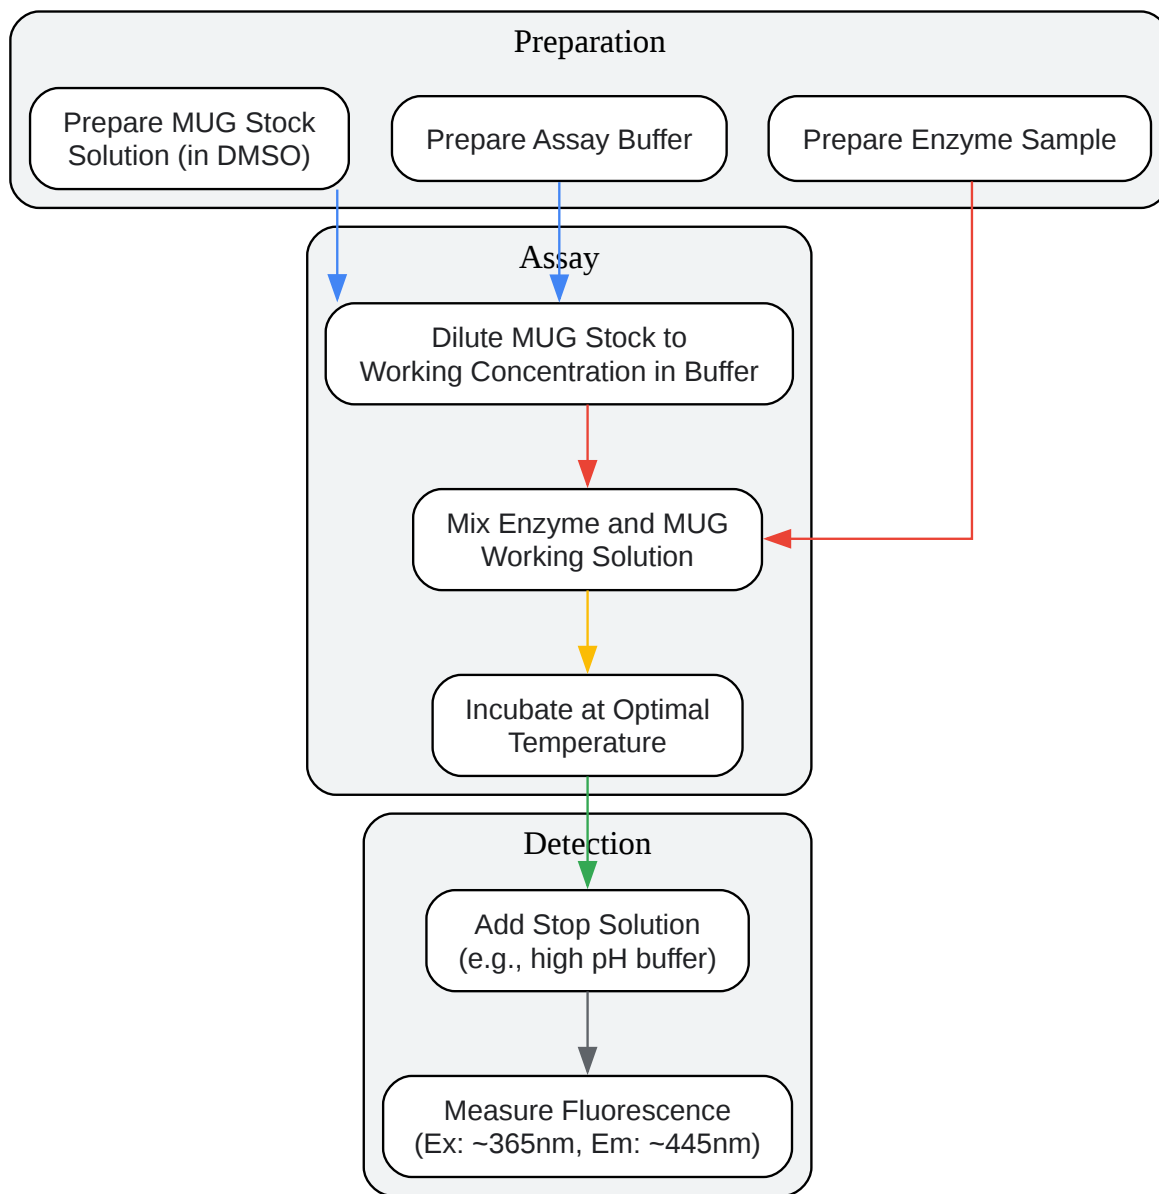 Preparation
Prepare MUG Stock
Solution (in DMSO)
Prepare Assay Buffer
Prepare Enzyme Sample
Assay
Dilute MUG Stock to
Working Concentration in Buffer
Mix Enzyme and MUG
Working Solution
Incubate at Optimal
Temperature
Detection
Add Stop Solution
(e.g., high pH buffer)
Measure Fluorescence
(Ex: ~365nm, Em: ~445nm)